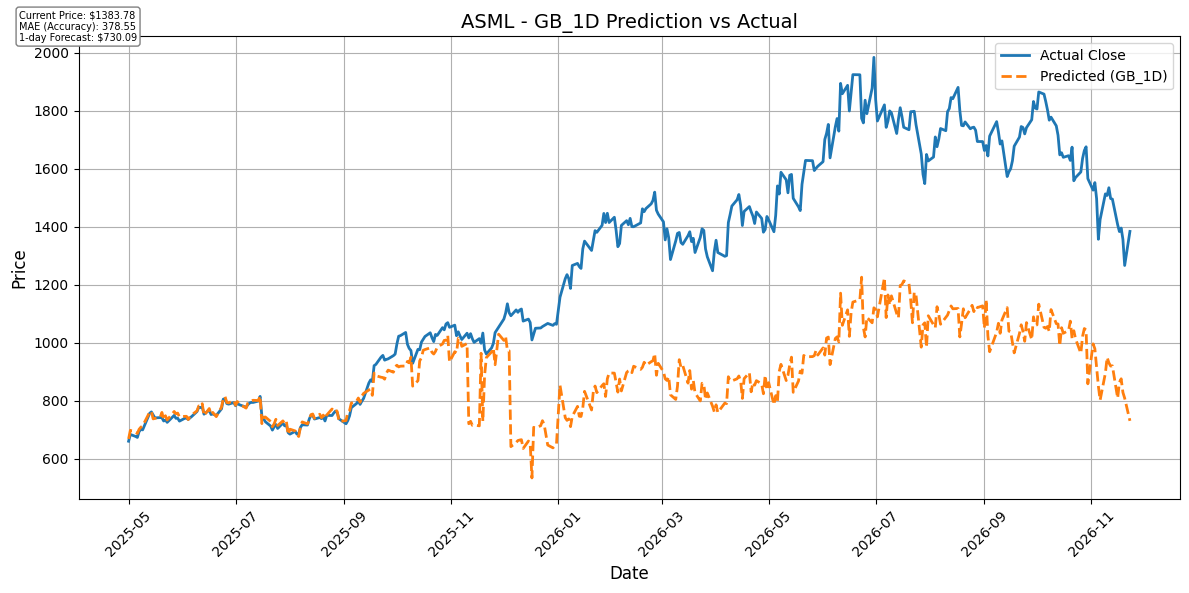 Current Price: $1383.78
MAE (Accuracy): 378.55
1-day Forecast: $730.09
ASML - GB_1D Prediction vs Actual
Actual Close
Predicted (GB_1D)
Price
2000
1800
1600
1400
1200
1000
800
600
2025-05
2025-07
2025-09
2025-11
2026-01
2026-03
2026-05
2026-07
2026-09
2026-11
Date